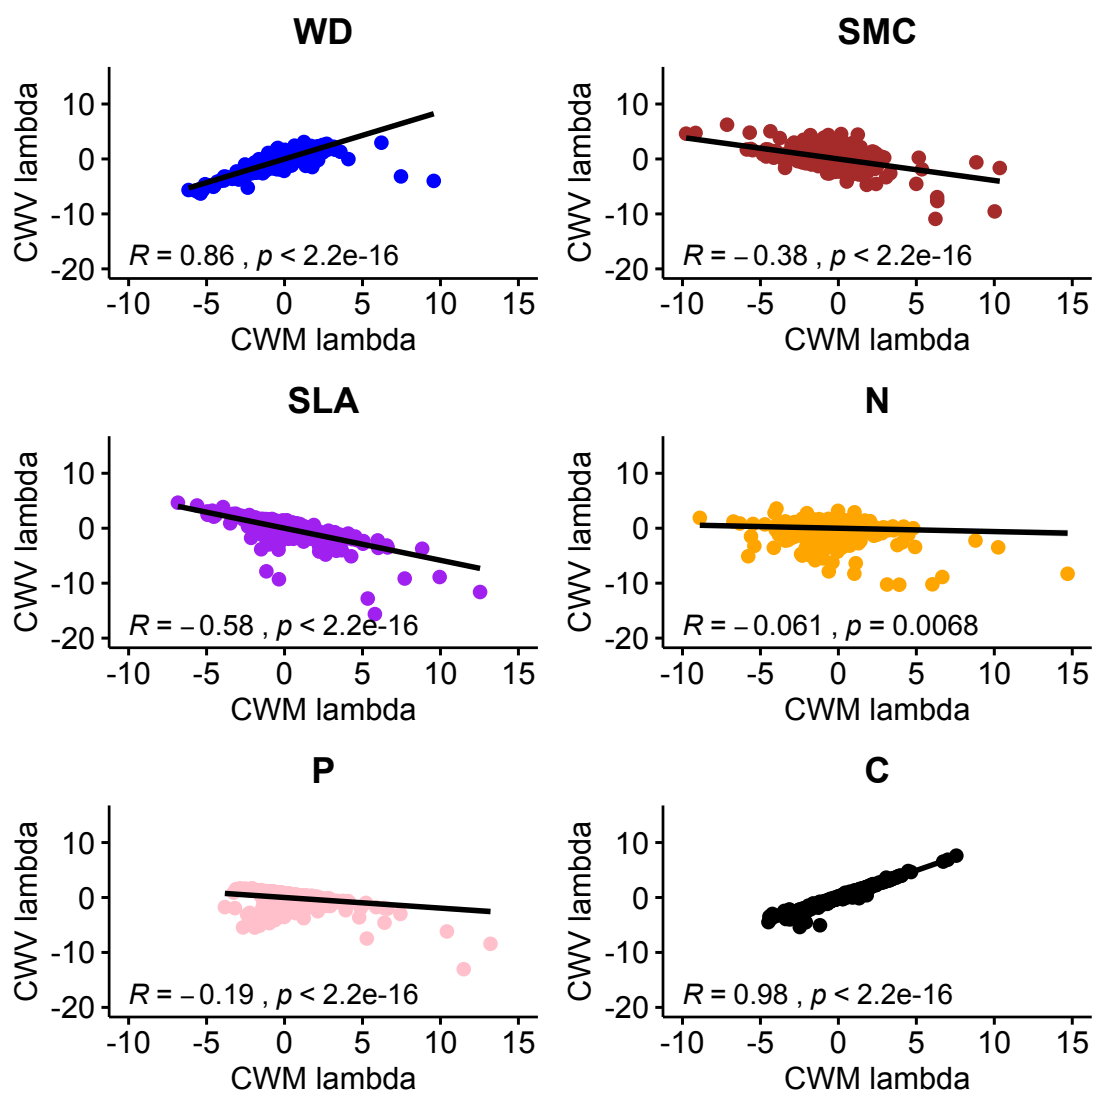 WD
CWV lambda
10
0
-10
-20
R = 0.86 , p < 2.2e-16
-10 -5 0 5 10 15
CWM lambda
SMC
CWV lambda
10
0
-10
-20
R = −0.38 , p < 2.2e-16
-10 -5 0 5 10 15
CWM lambda
SLA
CWV lambda
10
0
-10
-20
R = −0.58 , p < 2.2e-16
-10 -5 0 5 10 15
CWM lambda
N
CWV lambda
10
0
-10
-20
R = −0.061 , p = 0.0068
-10 -5 0 5 10 15
CWM lambda
P
CWV lambda
10
0
-10
-20
R = −0.19 , p < 2.2e-16
-10 -5 0 5 10 15
CWM lambda
C
CWV lambda
10
0
-10
-20
R = 0.98 , p < 2.2e-16
-10 -5 0 5 10 15
CWM lambda